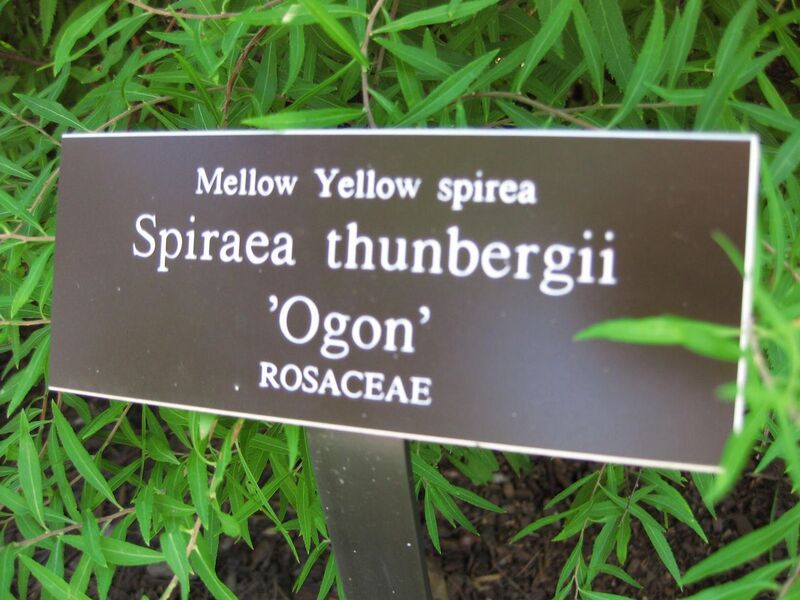 Mellow Yellow spirea
Spiraea thunbergii
'Ogon'
ROSACEAE